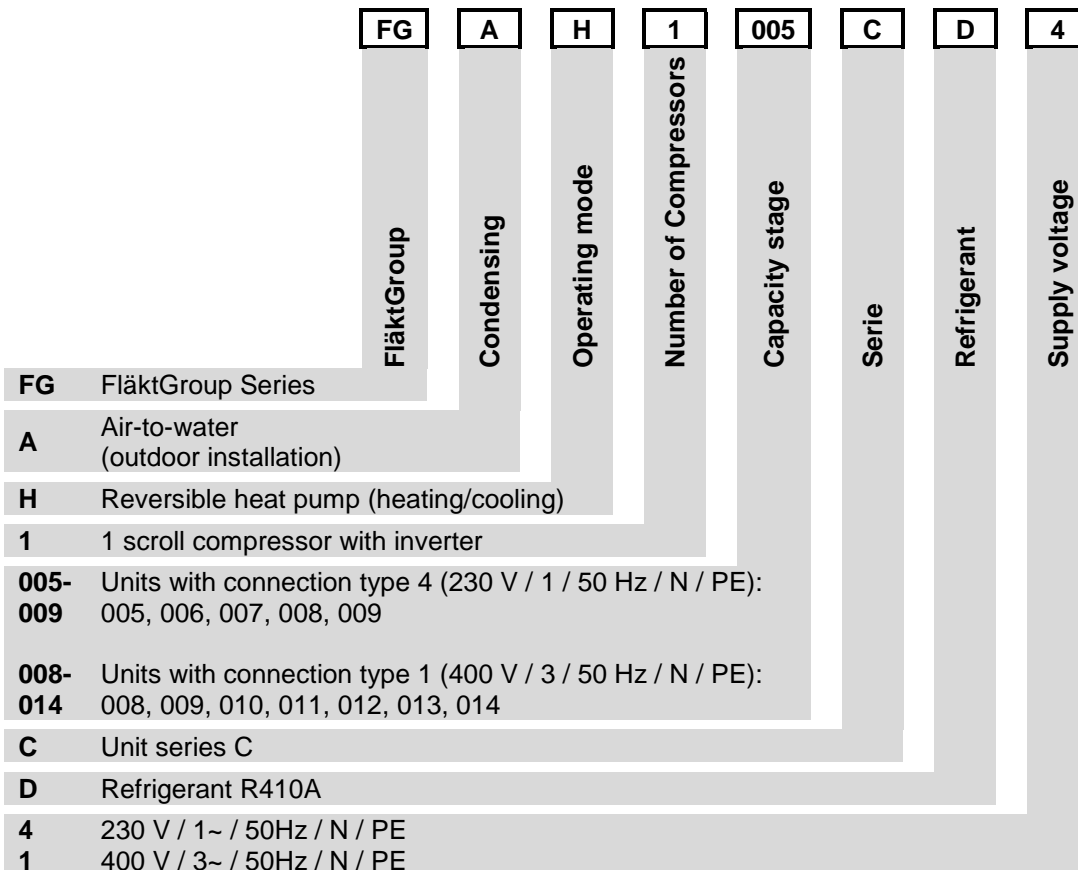 FG A H 1 005 C D 4
FläktGroup
Condensing
Operating mode
Number of Compressors
Capacity stage
Serie
Refrigerant
Supply voltage
FG FläktGroup Series
A Air-to-water
(outdoor installation)
H Reversible heat pump (heating/cooling)
1 1 scroll compressor with inverter
005- Units with connection type 4 (230 V / 1 / 50 Hz / N / PE):
009 005, 006, 007, 008, 009
008- Units with connection type 1 (400 V / 3 / 50 Hz / N / PE):
014 008, 009, 010, 011, 012, 013, 014
C Unit series C
D Refrigerant R410A
4 230 V / 1~ / 50Hz / N / PE
1 400 V / 3~ / 50Hz / N / PE